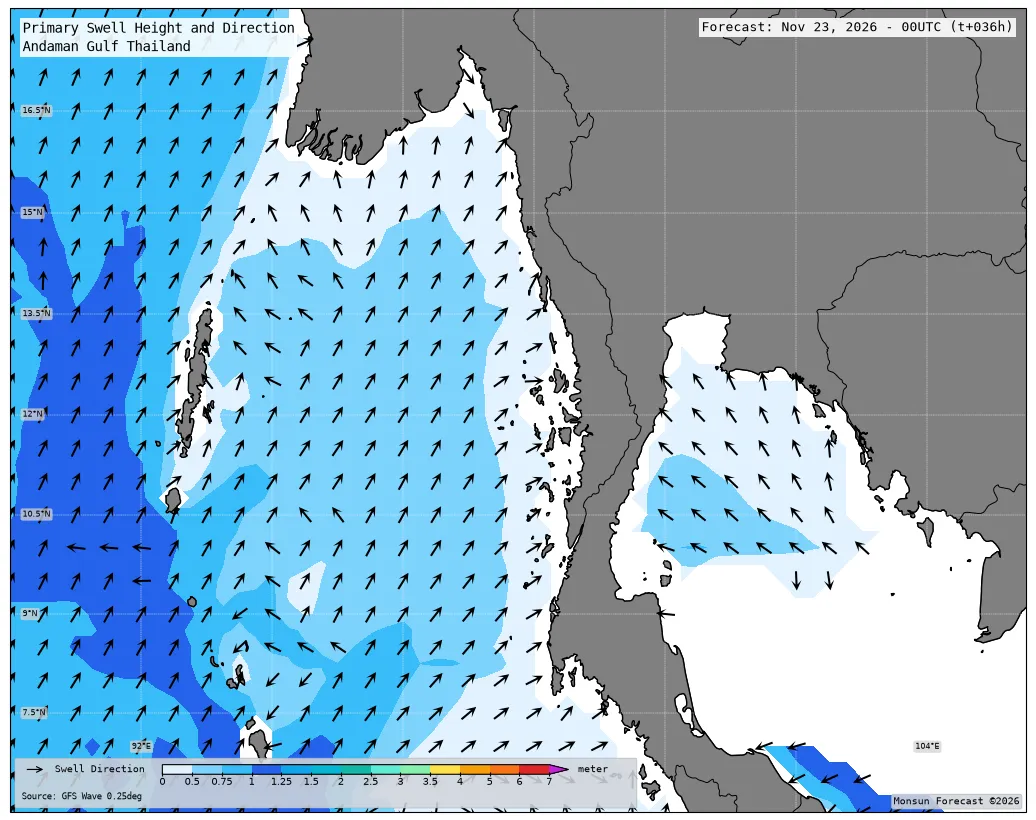 Primary Swell Height and Direction
Andaman Gulf Thailand
Forecast: Nov 23, 2026 - 00UTC (t+036h)
16.5°N
15°N
13.5°N
12°N
10.5°N
9°N
7.5°N
92°E
104°E
Swell Direction
0 0.5 0.75 1 1.25 1.5 2 2.5 3 3.5 4 5 6 meter
Source: GFS Wave 0.25deg
Monsun Forecast ©2026